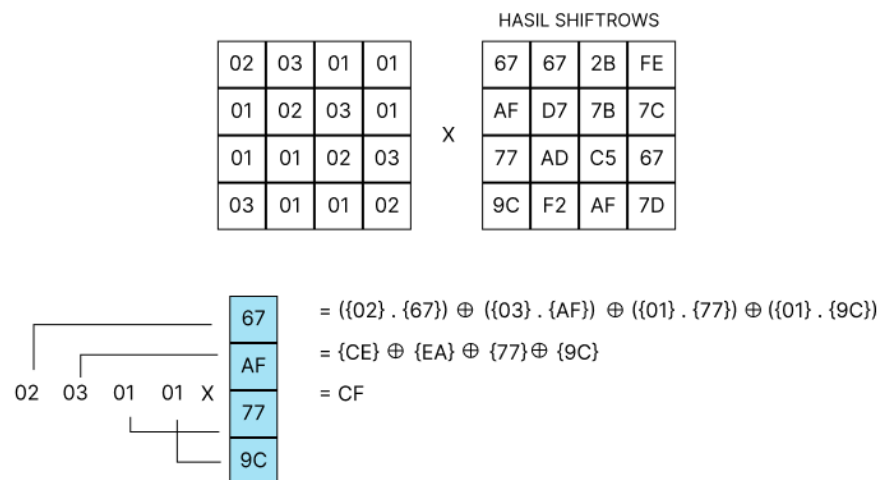 HASIL SHIFTROWS
02 03 01 01 67 67 2B FE
01 02 03 01 AF D7 7B 7C
X
01 01 02 03 77 AD C5 67
03 01 01 02 9C F2 AF 7D
67 = ({02} . {67}) ⊕ ({03} . {AF}) ⊕ ({01} . {77}) ⊕ ({01} . {9C})
AF = {CE} ⊕ {EA} ⊕ {77} ⊕ {9C}
02 03 01 01 X = CF
77
9C